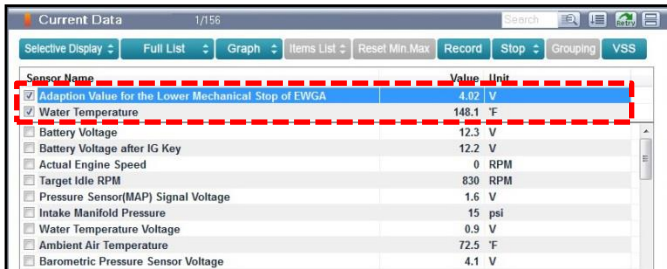 Current Data 1/156 Search Retry
Selective Display Full List Graph Items List Reset Min.Max Record Stop Grouping VSS
Sensor Name Value Unit
Adaption Value for the Lower Mechanical Stop of EWGA 4.02 V
Water Temperature 148.1 'F
Battery Voltage 12.3 V
Battery Voltage after IG Key 12.2 V
Actual Engine Speed 0 RPM
Target Idle RPM 830 RPM
Pressure Sensor(MAP) Signal Voltage 1.6 V
Intake Manifold Pressure 15 psi
Water Temperature Voltage 0.9 V
Ambient Air Temperature 72.5 'F
Barometric Pressure Sensor Voltage 4.1 V